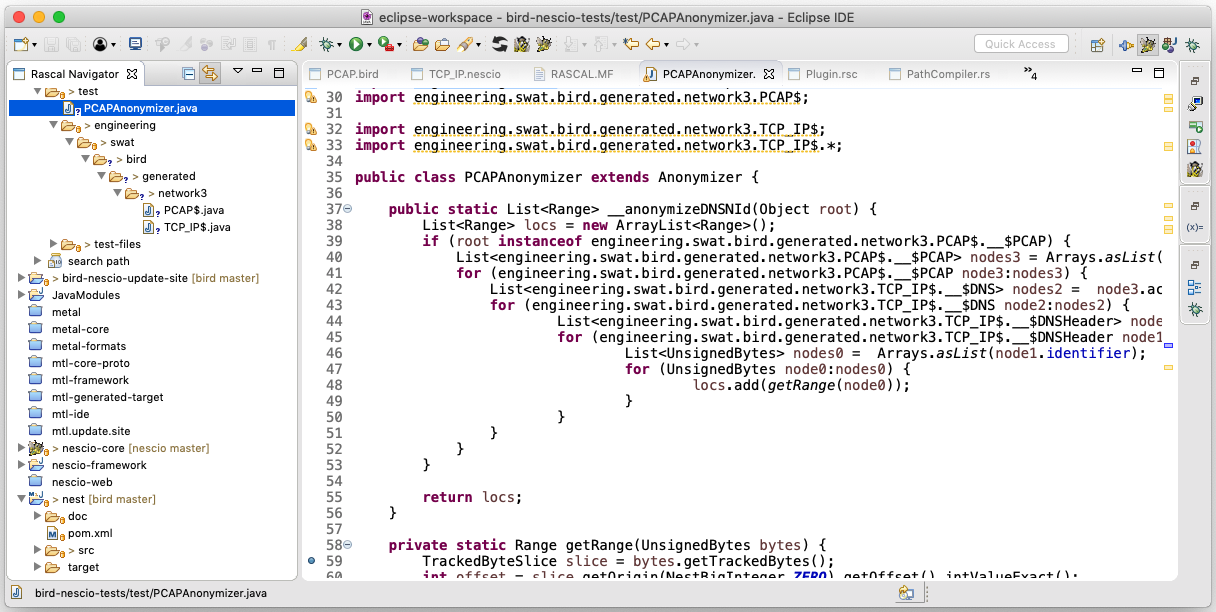 eclipse-workspace - bird-nescio-tests/test/PCAPAnonymizer.java - Eclipse IDE
Quick Access
Rascal Navigator
PCAP.bird
TCP_IP.nescio
RASCAL.MF
PCAPAnonymizer.
Plugin.rsc
PathCompiler.rs
»4
> test
PCAPAnonymizer.java
> engineering
> swat
> bird
> generated
> network3
> PCAP$.java
> TCP_IP$.java
> test-files
search path
> bird-nescio-update-site [bird master]
JavaModules
metal
metal-core
metal-formats
mtl-core-proto
mtl-framework
mtl-generated-target
mtl-ide
mtl.update.site
> nescio-core [nescio master]
nescio-framework
nescio-web
> nest [bird master]
> doc
pom.xml
> src
target
30 import engineering.swat.bird.generated.network3.PCAP$;
31
32 import engineering.swat.bird.generated.network3.TCP_IP$;
33 import engineering.swat.bird.generated.network3.TCP_IP$.*;
34
35 public class PCAPAnonymizer extends Anonymizer {
36
37 public static List<Range> __anonymizeDNSNId(Object root) {
38 List<Range> locs = new ArrayList<Range>();
39 if (root instanceof engineering.swat.bird.generated.network3.PCAP$.__$PCAP) {
40 List<engineering.swat.bird.generated.network3.PCAP$.__$PCAP> nodes3 = Arrays.asList(
41 for (engineering.swat.bird.generated.network3.PCAP$.__$PCAP node3:nodes3) {
42 List<engineering.swat.bird.generated.network3.TCP_IP$.__$DNS> nodes2 = node3.ac
43 for (engineering.swat.bird.generated.network3.TCP_IP$.__$DNS node2:nodes2) {
44 List<engineering.swat.bird.generated.network3.TCP_IP$.__$DNSHeader> node
45 for (engineering.swat.bird.generated.network3.TCP_IP$.__$DNSHeader node1
46 List<UnsignedBytes> nodes0 = Arrays.asList(node1.identifier);
47 for (UnsignedBytes node0:nodes0) {
48 locs.add(getRange(node0));
49 }
50 }
51 }
52 }
53 }
54
55 return locs;
56 }
57
58 private static Range getRange(UnsignedBytes bytes) {
59 TrackedByteSlice slice = bytes.getTrackedBytes();
60 int offset = slice.getOrigin(NestBigInteger.ZERO).getOffset().intValueExact();
(x)=
bird-nescio-tests/test/PCAPAnonymizer.java